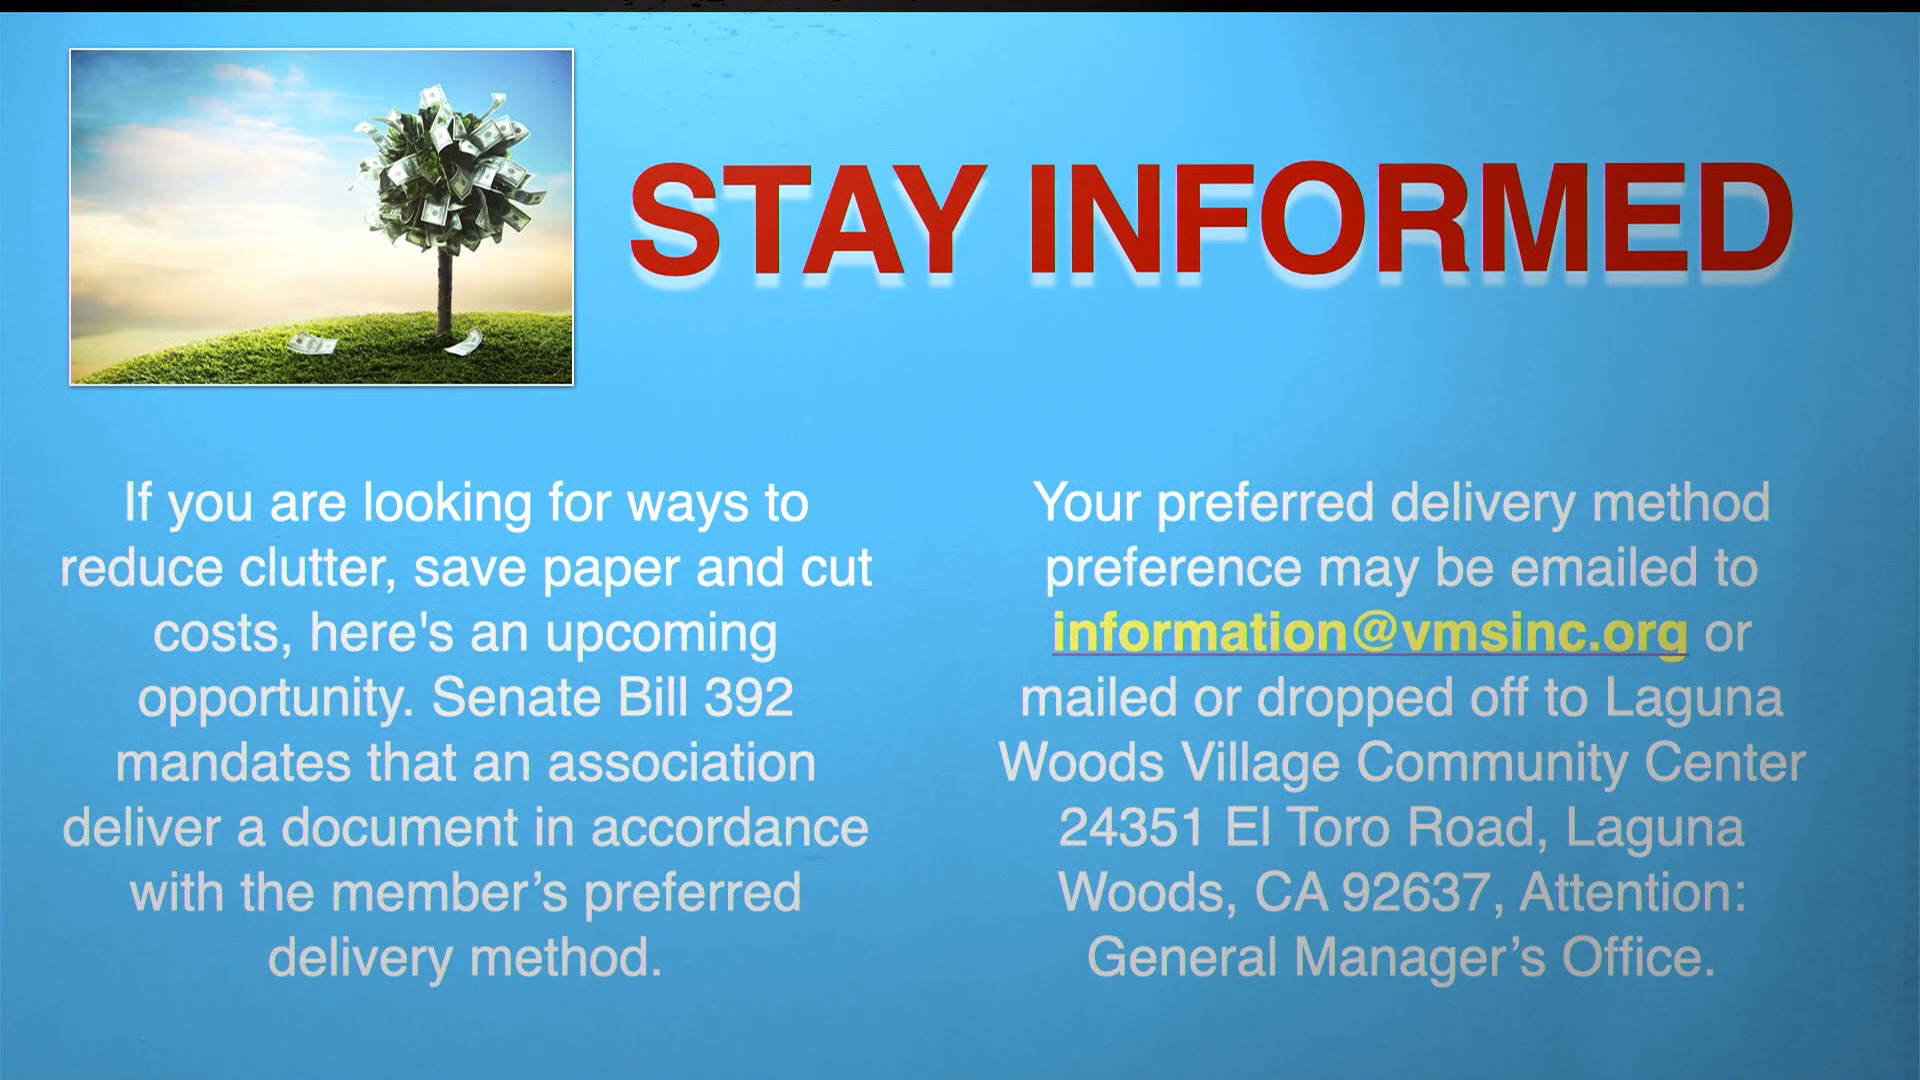 STAY INFORMED
If you are looking for ways to
reduce clutter, save paper and cut
costs, here's an upcoming
opportunity. Senate Bill 392
mandates that an association
deliver a document in accordance
with the member’s preferred
delivery method.
Your preferred delivery method
preference may be emailed to
information@vmsinc.org or
mailed or dropped off to Laguna
Woods Village Community Center
24351 El Toro Road, Laguna
Woods, CA 92637, Attention:
General Manager’s Office.